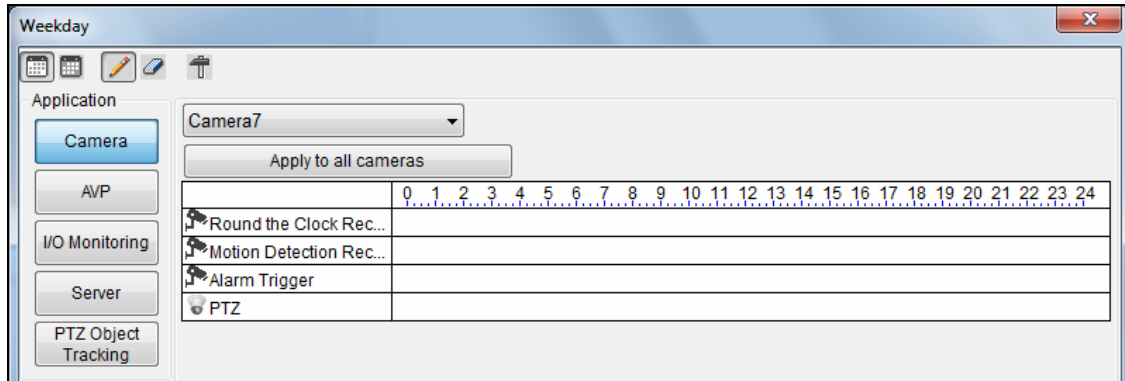 Weekday
x
Application
Camera
AVP
I/O Monitoring
Server
PTZ Object
Tracking
Camera7
Apply to all cameras
0 1 2 3 4 5 6 7 8 9 10 11 12 13 14 15 16 17 18 19 20 21 22 23 24
Round the Clock Rec...
Motion Detection Rec...
Alarm Trigger
PTZ